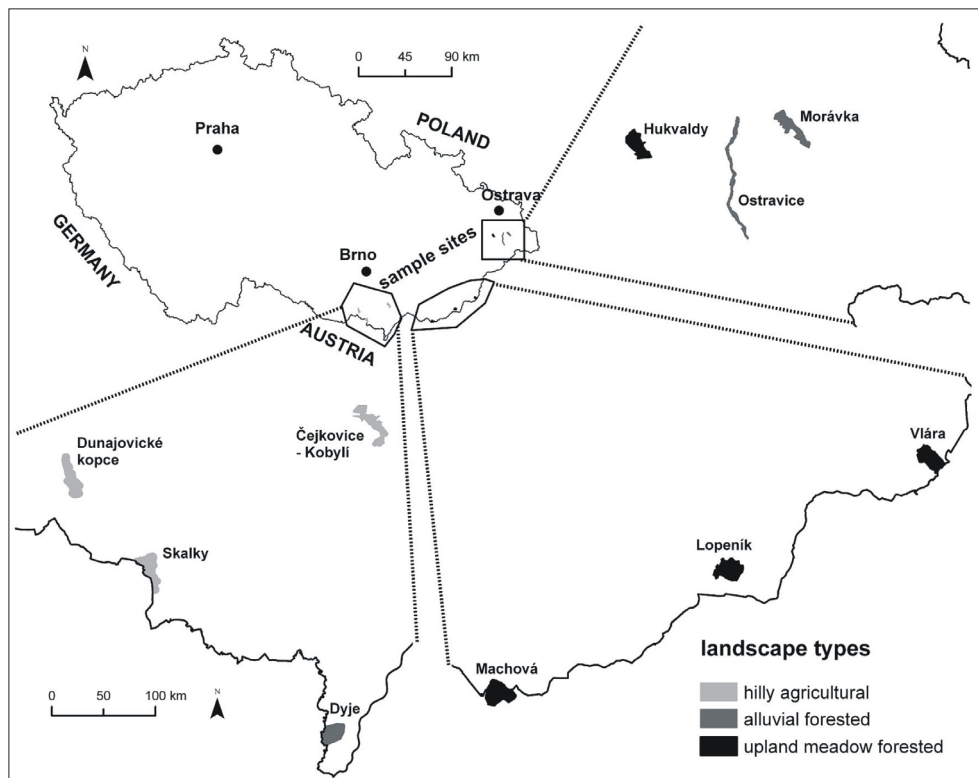 N
0 45 90 km
Praha
POLAND
Ostrava
GERMANY
Brno
sample sites
AUSTRIA
Hukvaldy
Morávka
Ostravice
Dunajovické
kopce
Čejkovice
- Kobylí
Skalky
Vlára
Lopeník
Machová
Dyje
0 50 100 km
N
landscape types
hilly agricultural
alluvial forested
upland meadow forested